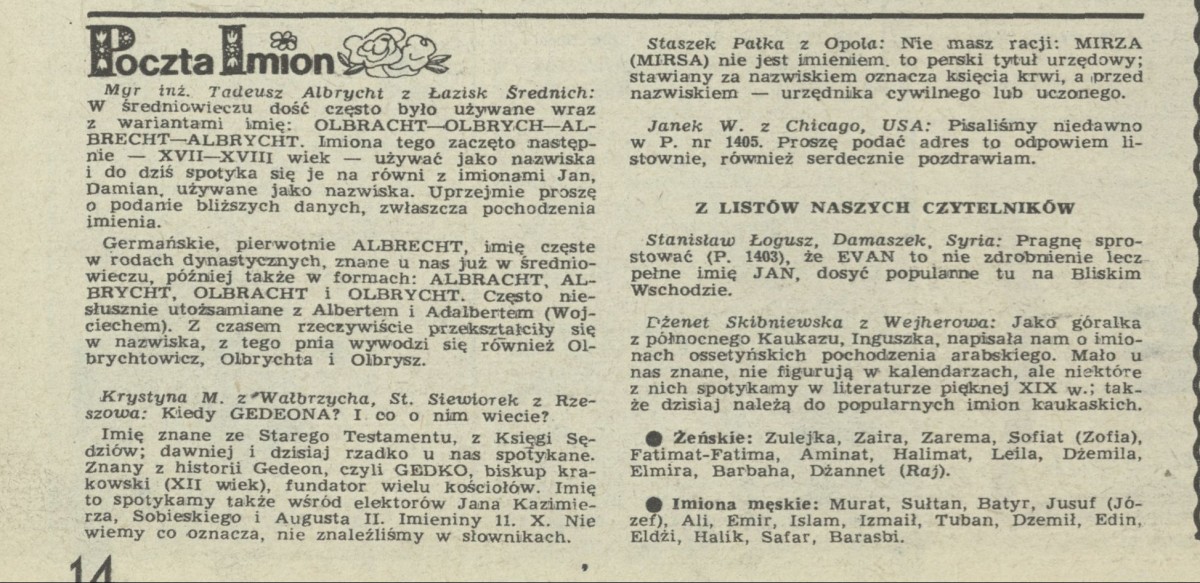 Poczta Imion
Mgr inż. Tadeusz Albrycht z Łazisk Średnich:
W średniowieczu dość często było używane wraz
z wariantami imię: OLBRACHT—OLBRYCH—AL-
BRECHT—ALBRYCHT. Imiona tego zaczęto następ-
nie — XVII—XVIII wiek — używać jako nazwiska
i do dziś spotyka się je na równi z imionami Jan,
Damian, używane jako nazwiska. Uprzejmie proszę
o podanie bliższych danych, zwłaszcza pochodzenia
imienia.
Germańskie, pierwotnie ALBRECHT, imię częste
w rodach dynastycznych, znane u nas już w średnio-
wieczu, później także w formach: ALBRACHT, AL-
BRYCHT, OLBRACHT i OLBRYCHT. Często nie-
słusznie utożsamiane z Albertem i Adalbertem (Woj-
ciechem). Z czasem rzeczywiście przekształciły się
w nazwiska, z tego pnia wywodzi się również Ol-
brychtowicz, Olbrychta i Olbrysz.
Krystyna M. z Wałbrzycha, St. Siewiorek z Rze-
szowa: Kiedy GEDEONA? I co o nim wiecie?
Imię znane ze Starego Testamentu, z Księgi Sę-
dziów; dawniej i dzisiaj rzadko u nas spotykane.
Znany z historii Gedeon, czyli GEDKO, biskup kra-
kowski (XII wiek), fundator wielu kościołów. Imię
to spotykamy także wśród elektorów Jana Kazimie-
rza, Sobieskiego i Augusta II. Imieniny 11. X. Nie
wiemy co oznacza, nie znaleźliśmy w słownikach.
14
Staszek Pałka z Opola: Nie masz racji: MIRZA
(MIRSA) nie jest imieniem. to perski tytuł urzędowy;
stawiany za nazwiskiem oznacza księcia krwi, a przed
nazwiskiem — urzędnika cywilnego lub uczonego.
Janek W. z Chicago, USA: Pisaliśmy niedawno
w P. nr 1405. Proszę podać adres to odpowiem li-
stownie, również serdecznie pozdrawiam.
Z LISTÓW NASZYCH CZYTELNIKÓW
Stanisław Łogusz, Damaszek, Syria: Pragnę spro-
stować (P. 1403), że EVAN to nie zdrobnienie lecz
pełne imię JAN, dosyć popularne tu na Bliskim
Wschodzie.
Dżenet Skibniewska z Wejherowa: Jako góralka
z północnego Kaukazu, Inguszka, napisała nam o imio-
nach ossetyńskich pochodzenia arabskiego. Mało u
nas znane, nie figurują w kalendarzach, ale niektóre
z nich spotykamy w literaturze pięknej XIX w.; tak-
że dzisiaj należą do popularnych imion kaukaskich.
● Żeńskie: Zulejka, Zaira, Zarema, Sofiat (Zofia),
Fatimat-Fatima, Aminat, Halimat, Leila, Dżemila,
Elmira, Barbaha, Dżannet (Raj).
● Imiona męskie: Murat, Sułtan, Batyr, Jusuf (Jó-
zef), Ali, Emir, Islam, Izmaił, Tuban, Dzemił, Edin,
Eldżi, Halik, Safar, Barasbi.